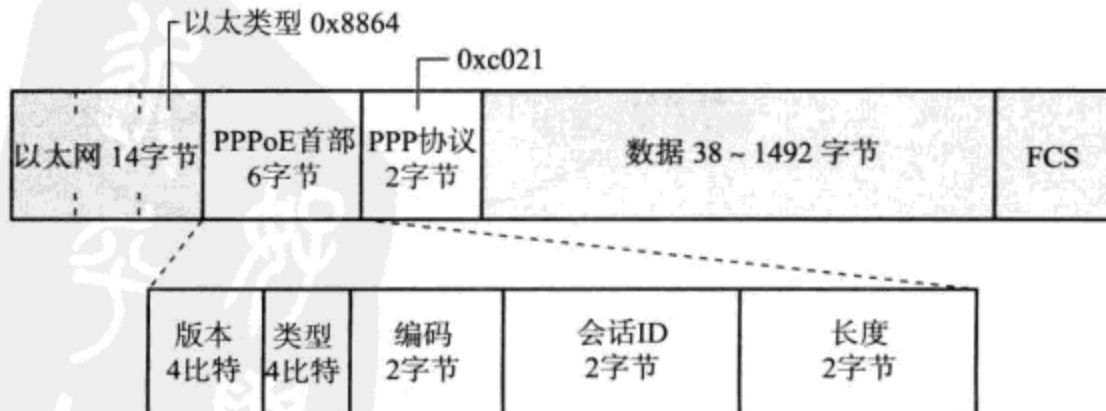 以太类型 0x8864
0xc021
以太网 14字节
PPPoE首部
6字节
PPP协议
2字节
数据 38 ~ 1492 字节
FCS
版本
4比特
类型
4比特
编码
2字节
会话ID
2字节
长度
2字节